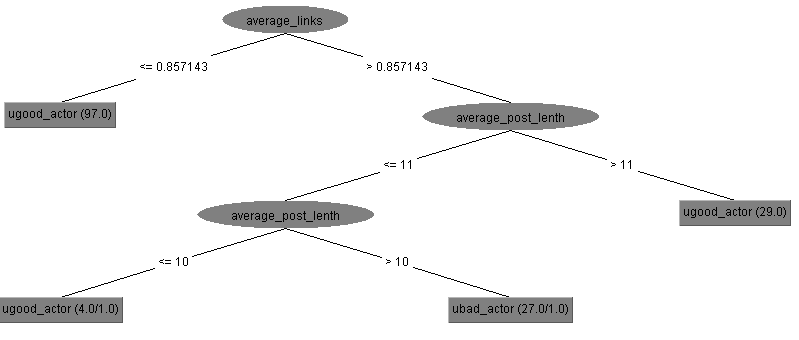 average_links
<= 0.857143
> 0.857143
ugood_actor (97.0)
average_post_lenth
<= 11
> 11
average_post_lenth
ugood_actor (29.0)
<= 10
> 10
ugood_actor (4.0/1.0)
ubad_actor (27.0/1.0)